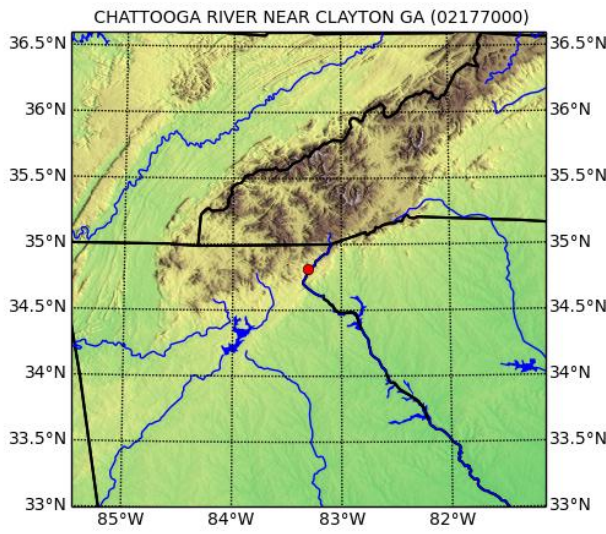 CHATTOOGA RIVER NEAR CLAYTON GA (02177000)
36.5°N 36.5°N
36°N 36°N
35.5°N 35.5°N
35°N 35°N
34.5°N 34.5°N
34°N 34°N
33.5°N 33.5°N
33°N 33°N
85°W 84°W 83°W 82°W